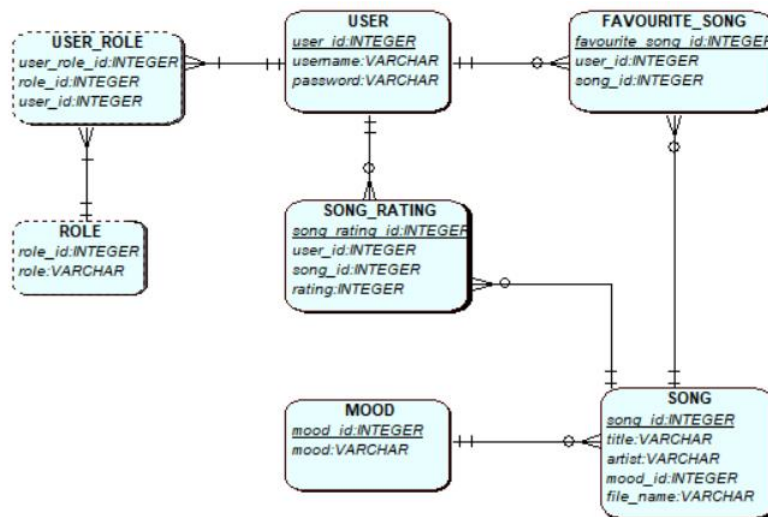 USER_ROLE
user_role_id:INTEGER
role_id:INTEGER
user_id:INTEGER
USER
user_id:INTEGER
username:VARCHAR
password:VARCHAR
FAVOURITE_SONG
favourite_song_id:INTEGER
user_id:INTEGER
song_id:INTEGER
ROLE
role_id:INTEGER
role:VARCHAR
SONG_RATING
song_rating_id:INTEGER
user_id:INTEGER
song_id:INTEGER
rating:INTEGER
MOOD
mood_id:INTEGER
mood:VARCHAR
SONG
song_id:INTEGER
title:VARCHAR
artist:VARCHAR
mood_id:INTEGER
file_name:VARCHAR